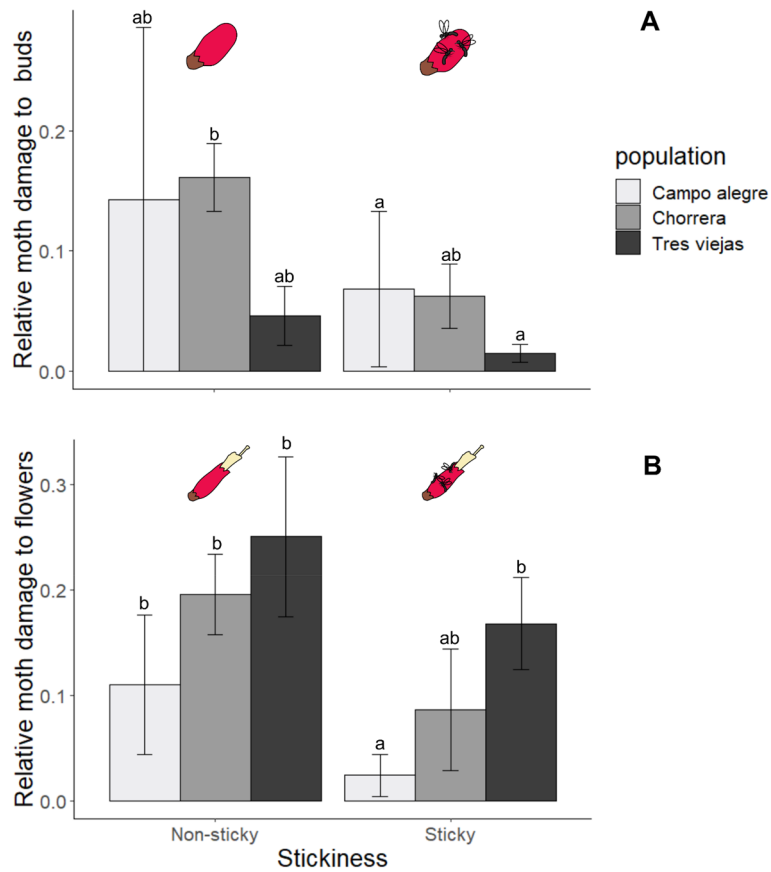 A
ab
b
ab
a
ab
a
Relative moth damage to  buds
0.2
0.1
0.0
population
Campo alegre
Chorrera
Tres viejas
B
b
b
b
a
ab
b
Relative moth damage to flowers
0.3
0.2
0.1
0.0
Non-sticky
Sticky
Stickiness